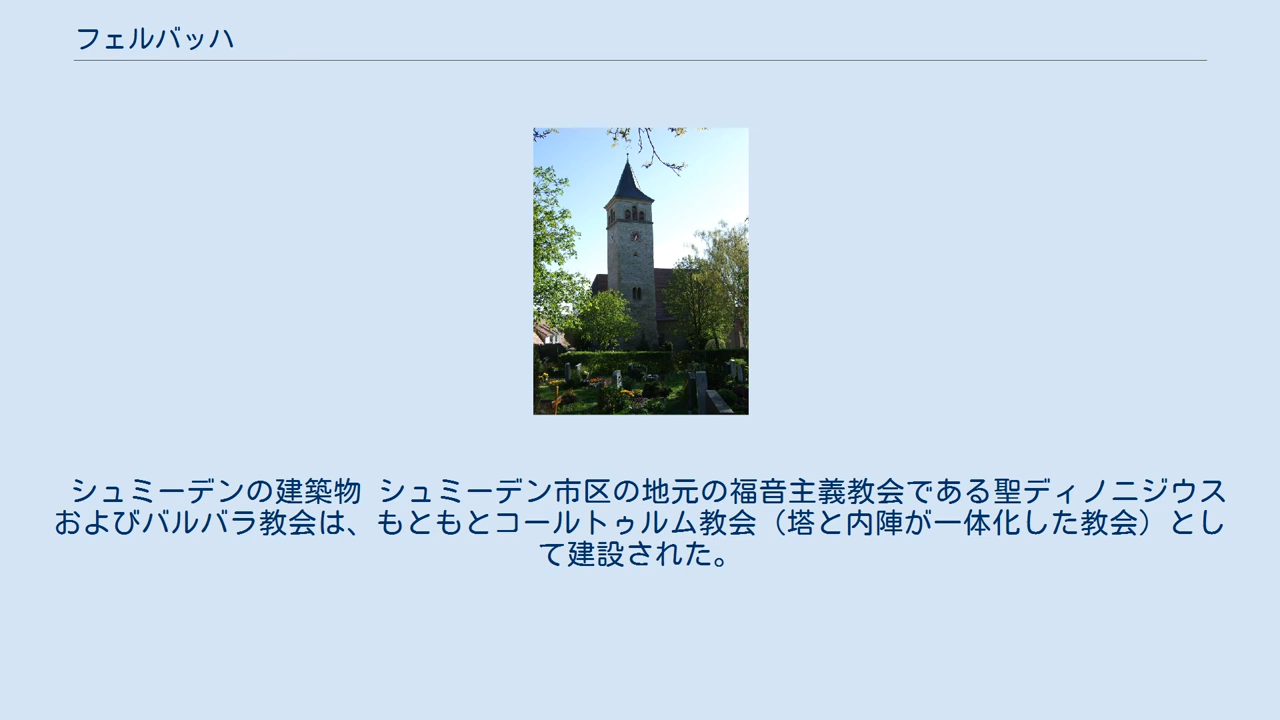 フェルバッハ
シュミーデンの建築物 シュミーデン市区の地元の福音主義教会である聖ディノニジウス
およびバルバラ教会は、もともとコールトゥルム教会（塔と内陣が一体化した教会）とし
て建設された。